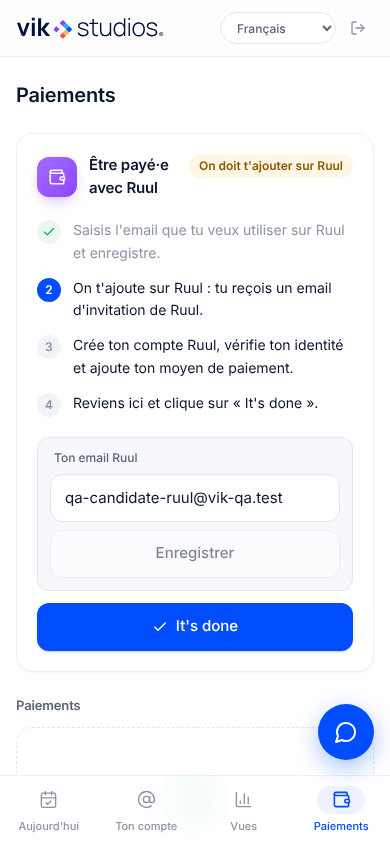 vik studios®
Français
Paiements
Être payé·e
avec Ruul
On doit t'ajouter sur Ruul
Saisis l'email que tu veux utiliser sur Ruul
et enregistre.
2
On t'ajoute sur Ruul : tu reçois un email
d'invitation de Ruul.
3
Crée ton compte Ruul, vérifie ton identité
et ajoute ton moyen de paiement.
4
Reviens ici et clique sur « It's done ».
Ton email Ruul
qa-candidate-ruul@vik-qa.test
Enregistrer
It's done
Paiements
Aujourd'hui
Ton compte
Vues
Paiements